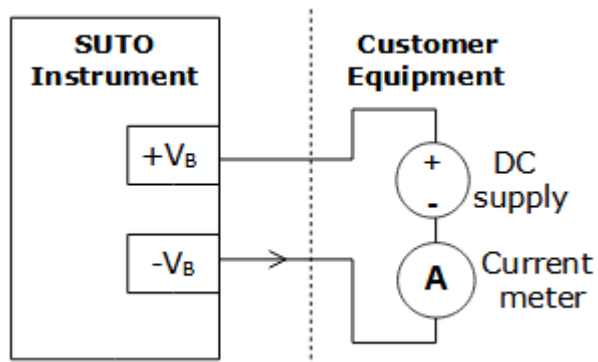 SUTO
Instrument
Customer
Equipment
+VB
-VB
+
-
DC
supply
A
Current
meter